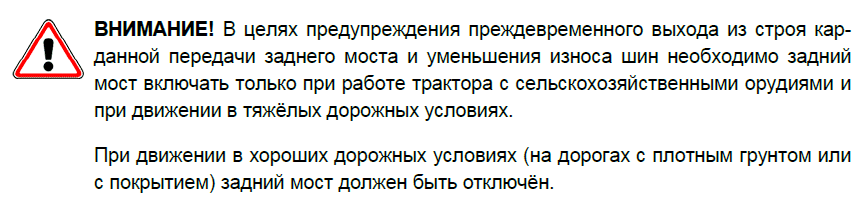 ВНИМАНИЕ! В целях предупреждения преждевременного выхода из строя кар-
данной передачи заднего моста и уменьшения износа шин необходимо задний
мост включать только при работе трактора с сельскохозяйственными орудиями и
при движении в тяжёлых дорожных условиях.
При движении в хороших дорожных условиях (на дорогах с плотным грунтом или
с покрытием) задний мост должен быть отключён.